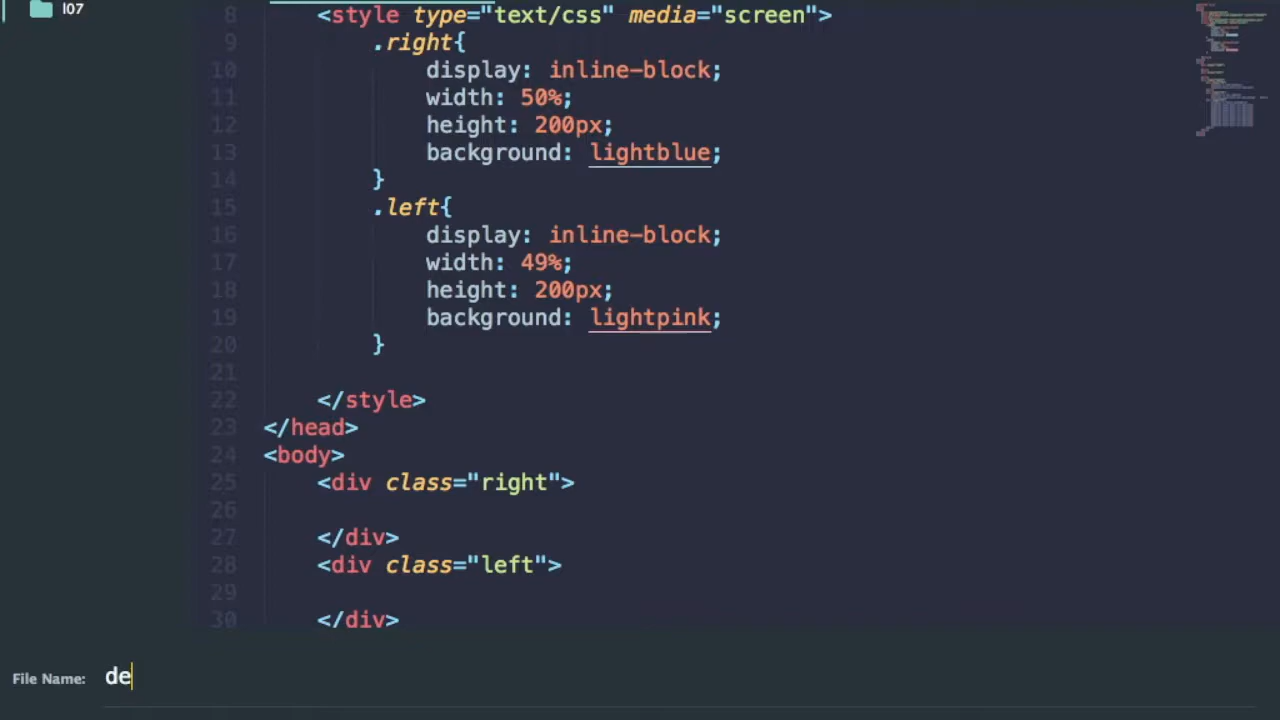 l07
8 <style type="text/css" media="screen">
9 .right{
10 display: inline-block;
11 width: 50%;
12 height: 200px;
13 background: lightblue;
14 }
15 .left{
16 display: inline-block;
17 width: 49%;
18 height: 200px;
19 background: lightpink;
20 }
21
22 </style>
23 </head>
24 <body>
25 <div class="right">
26
27 </div>
28 <div class="left">
29
30 </div>
File Name: de